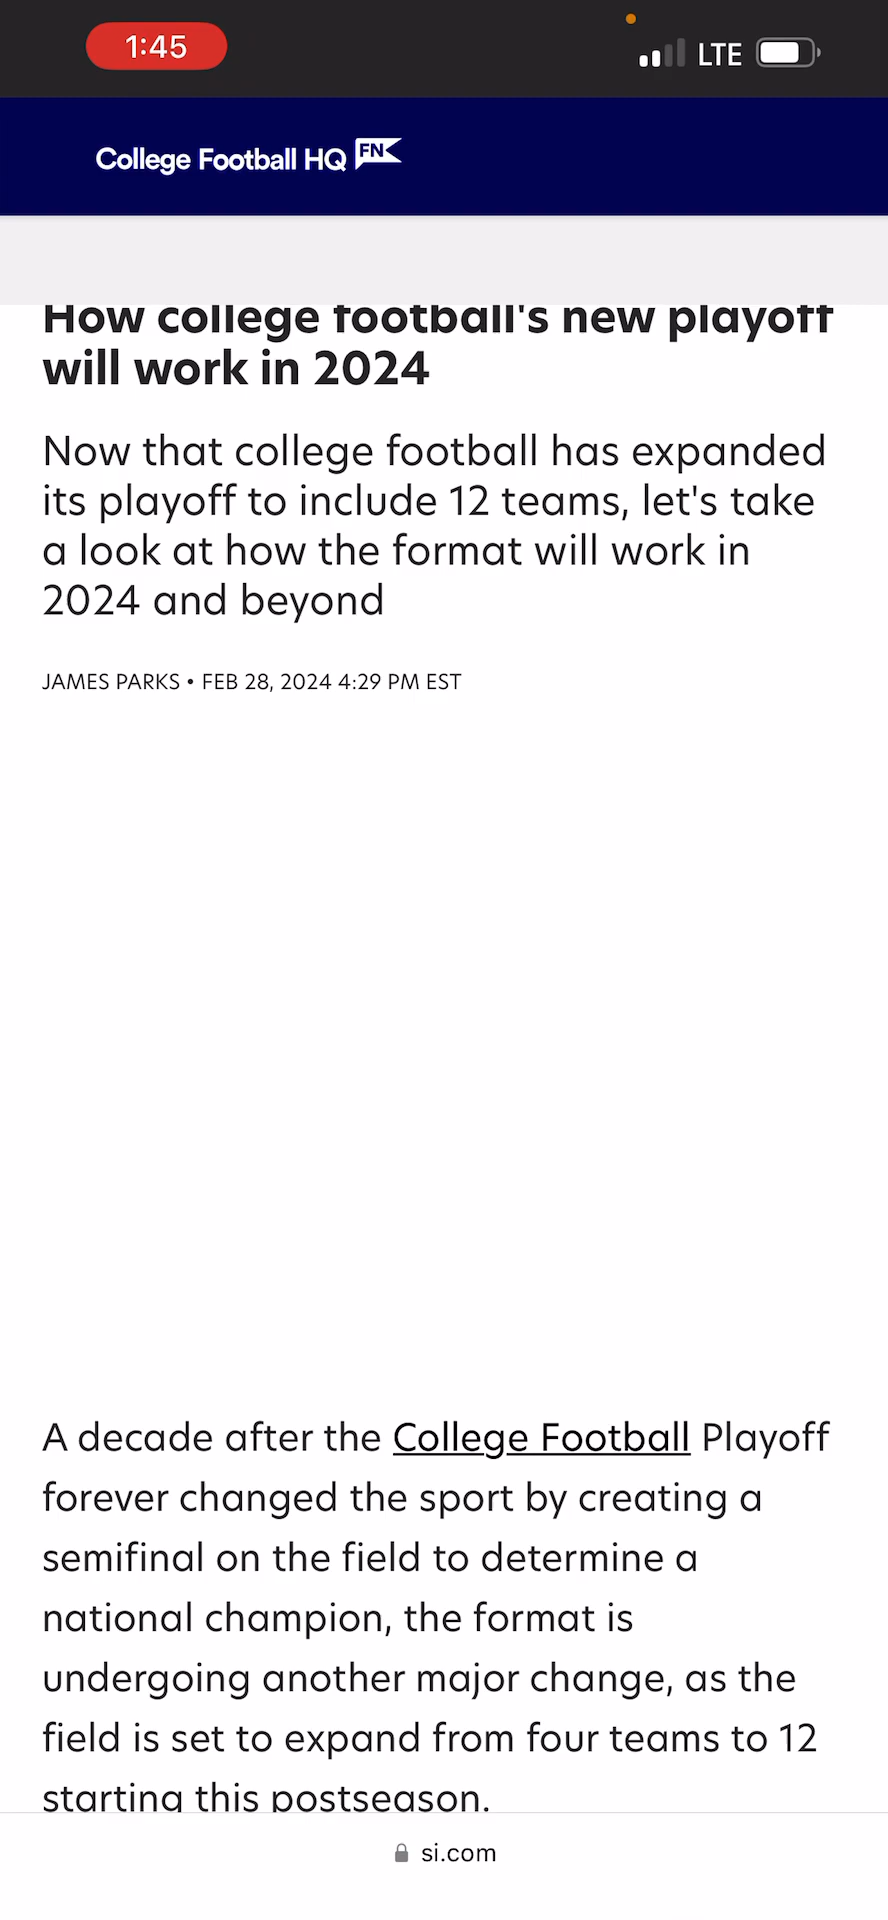 1:45
LTE
College Football HQ FN
How college football's new playoff
will work in 2024
Now that college football has expanded
its playoff to include 12 teams, let's take
a look at how the format will work in
2024 and beyond
JAMES PARKS • FEB 28, 2024 4:29 PM EST
A decade after the College Football Playoff
forever changed the sport by creating a
semifinal on the field to determine a
national champion, the format is
undergoing another major change, as the
field is set to expand from four teams to 12
starting this postseason.
si.com